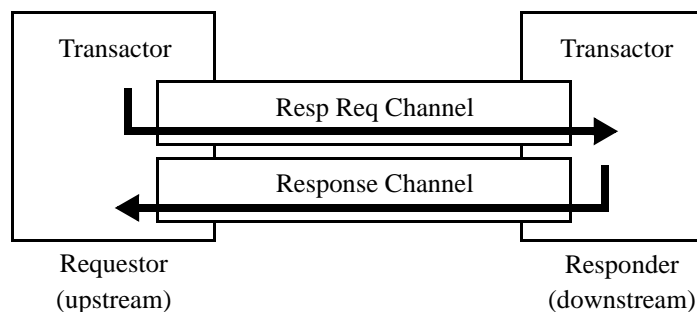 Transactor
Transactor
Resp Req Channel
Response Channel
Requestor
(upstream)
Responder
(downstream)